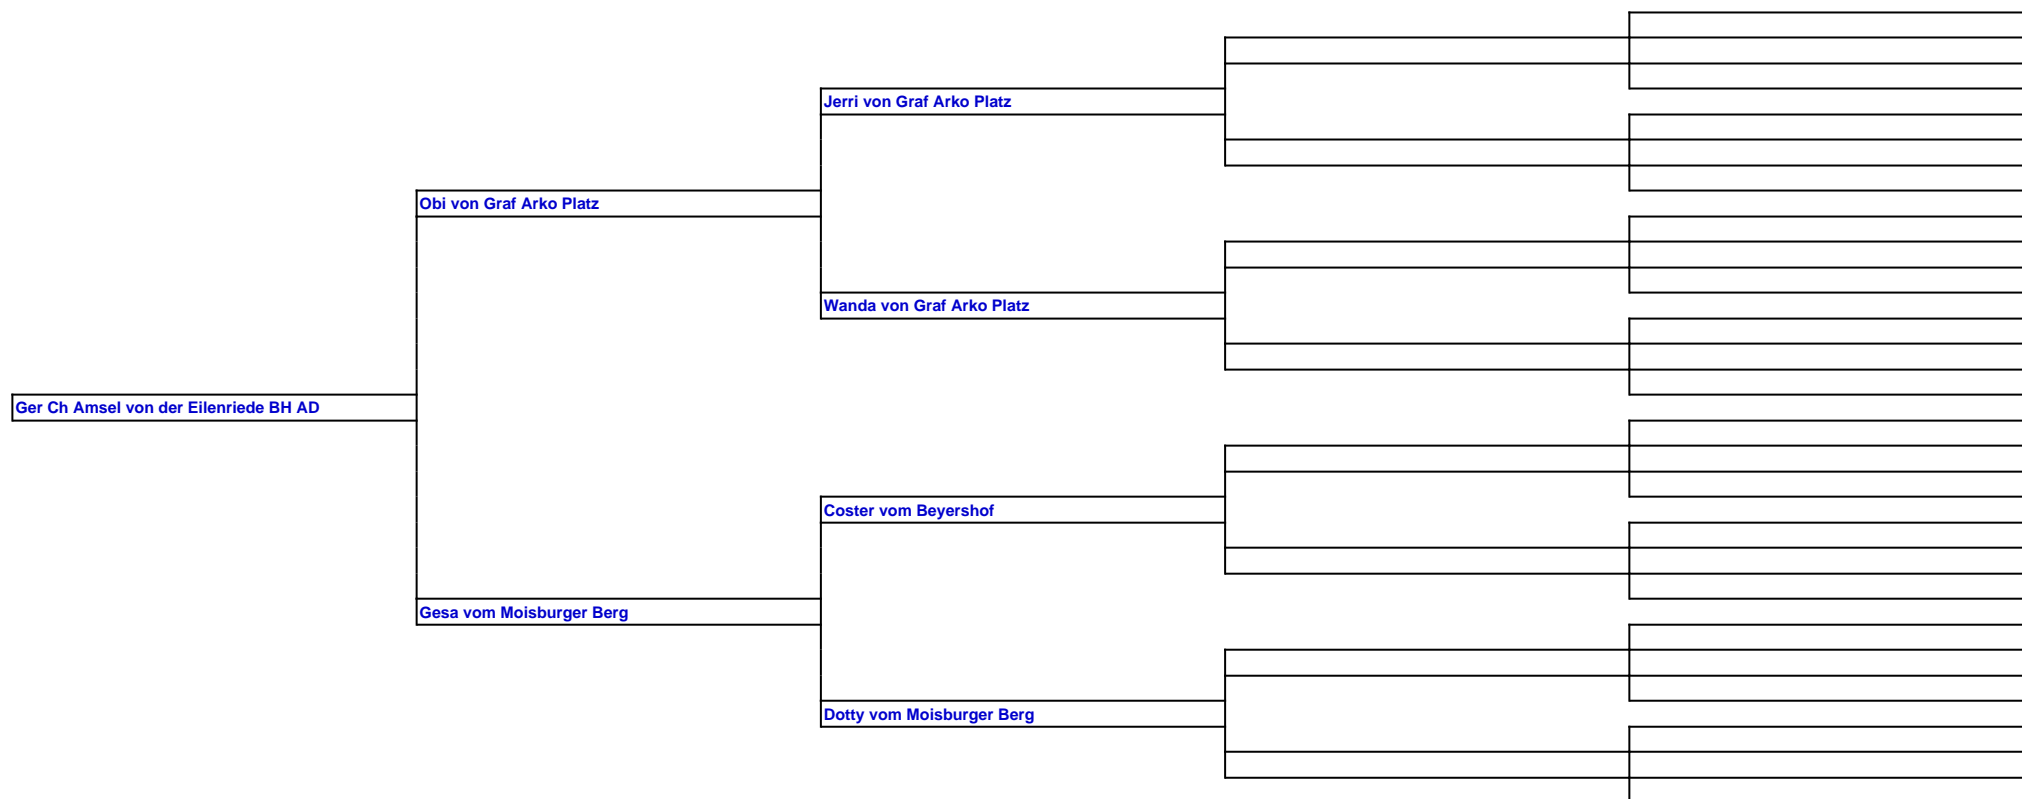 Jerri von Graf Arko Platz
Obi von Graf Arko Platz
Wanda von Graf Arko Platz
Ger Ch Amsel von der Eilenriede BH AD
Coster vom Beyershof
Gesa vom Moisburger Berg
Dotty vom Moisburger Berg